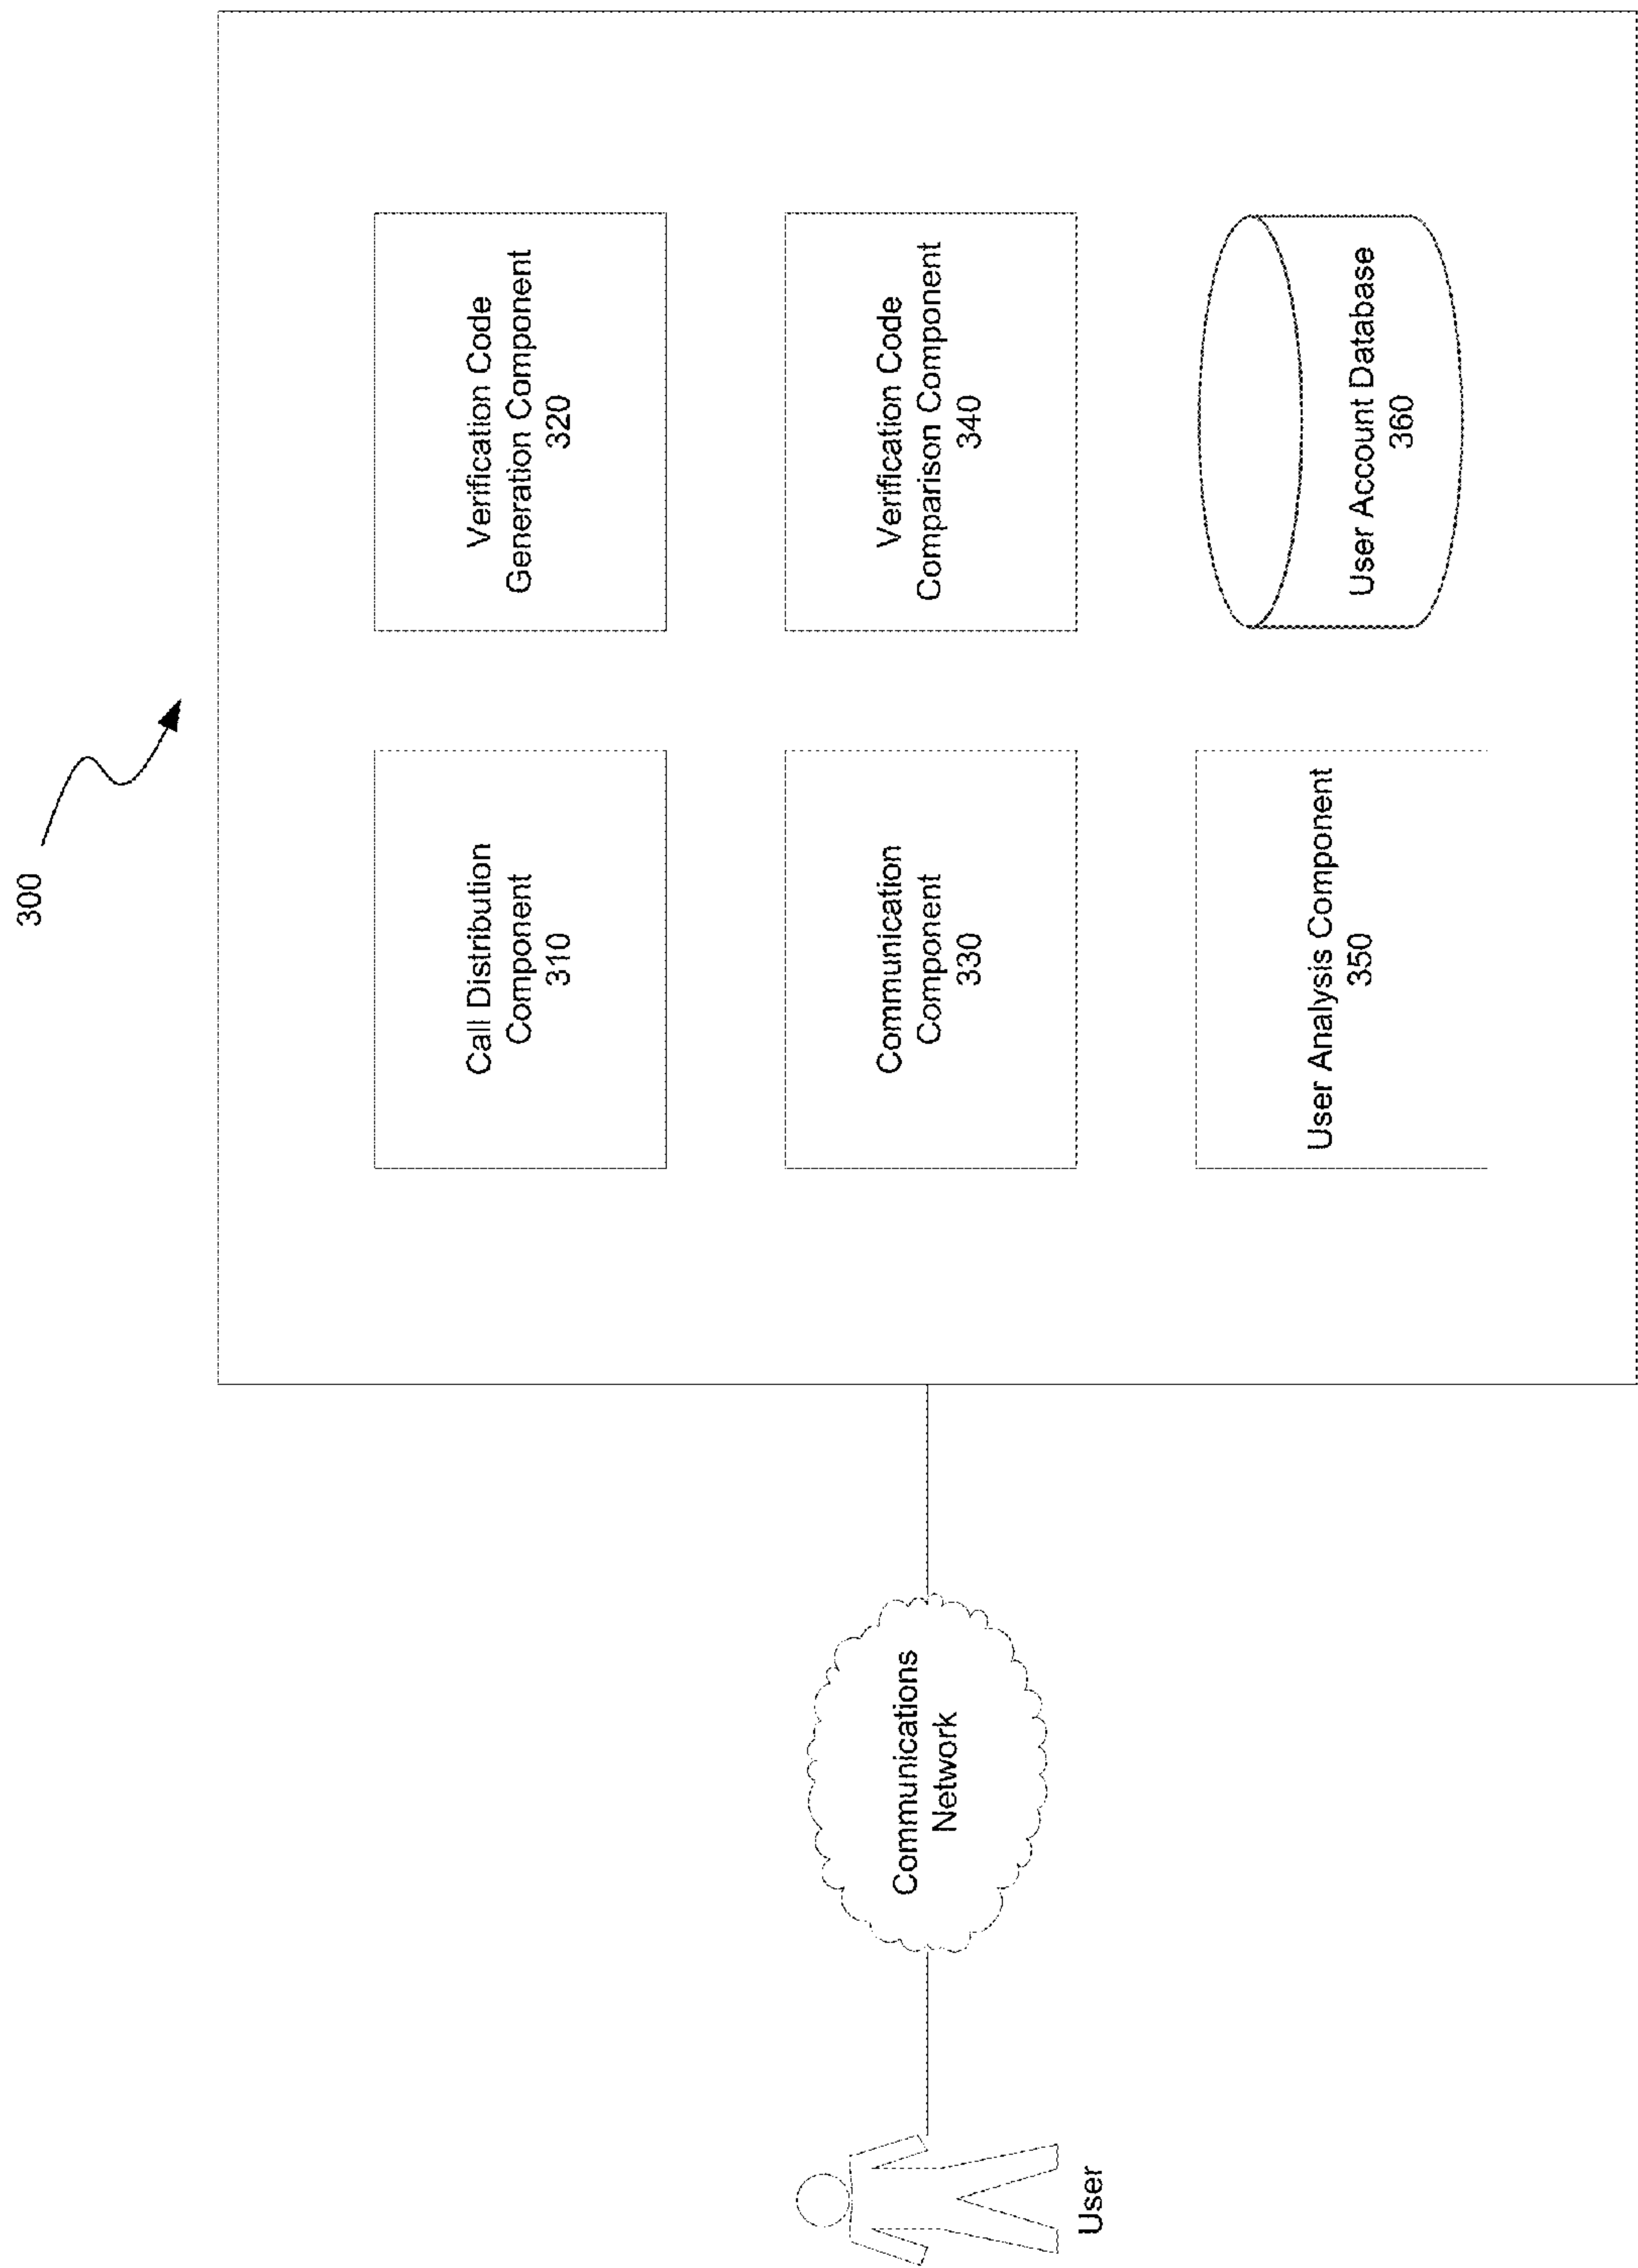 300
Call Distribution
Component
310
Verification Code
Generation Component
320
Communication
Component
330
Verification Code
Comparison Component
340
User Analysis Component
350
User Account Database
360
Communications
Network
User